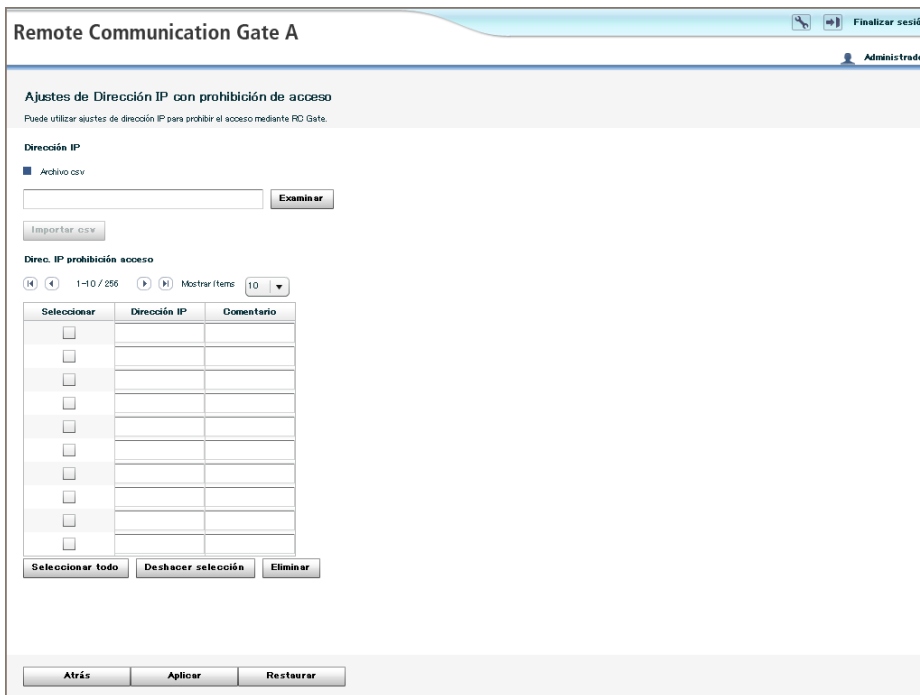 Remote Communication Gate A
Finalizar sesió
Administrado
Ajustes de Dirección IP con prohibición de acceso
Puede utilizar ajustes de dirección IP para prohibir el acceso mediante RC Gate.
Dirección IP
Archivo csv
Examinar
Importar csv
Direc. IP prohibición acceso
1-10 / 256 Mostrar ítems 10
Seleccionar Dirección IP Comentario
Seleccionar todo Deshacer selección Eliminar
Atrás Aplicar Restaurar